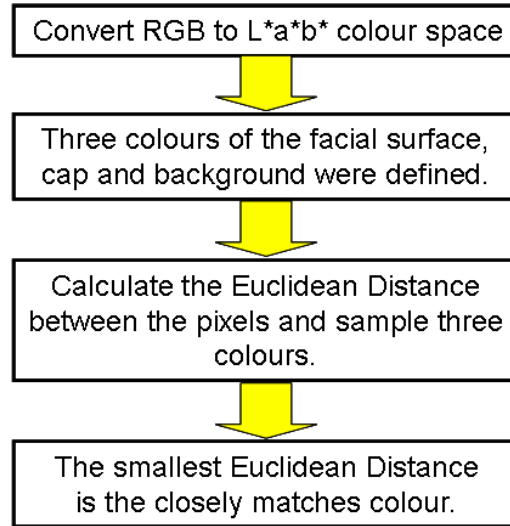 Convert RGB to L*a*b* colour space
Three colours of the facial surface,
cap and background were defined.
Calculate the Euclidean Distance
between the pixels and sample three
colours.
The smallest Euclidean Distance
is the closely matches colour.